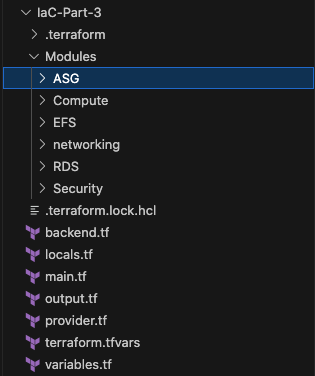 IaC-Part-3
.terraform
Modules
ASG
Compute
EFS
networking
RDS
Security
.terraform.lock.hcl
backend.tf
locals.tf
main.tf
output.tf
provider.tf
terraform.tfvars
variables.tf